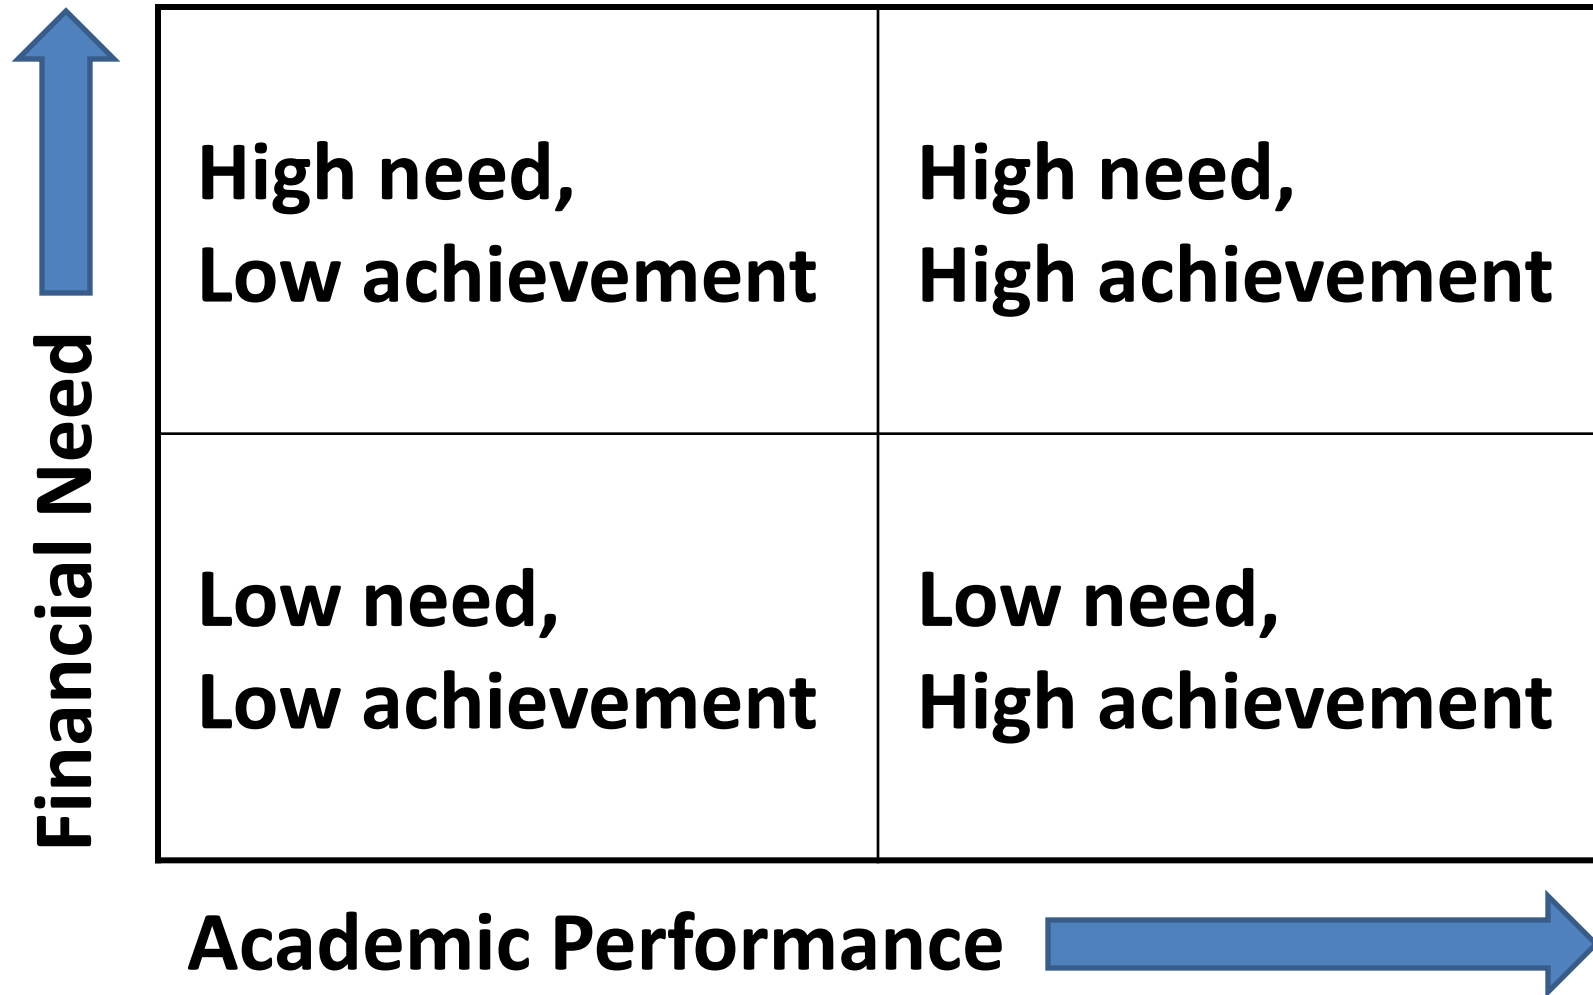 High need,
Low achievement
High need,
High achievement
Financial Need
Low need,
Low achievement
Low need,
High achievement
Academic Performance